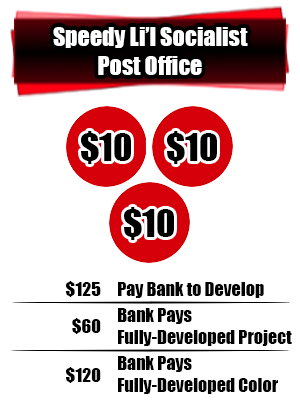 Speedy Li'l Socialist
Post Office
$10 $10
$10
$125 Pay Bank to Develop
$60 Bank Pays
Fully-Developed Project
$120 Bank Pays
Fully-Developed Color